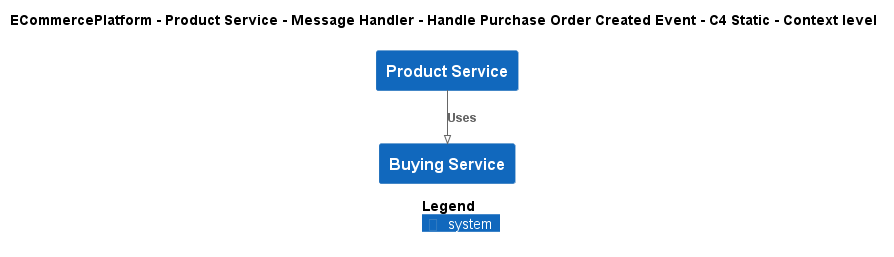 ECommercePlatform - Product Service - Message Handler - Handle Purchase Order Created Event - C4 Static - Context level
Product Service
Uses
Buying Service
Legend
system